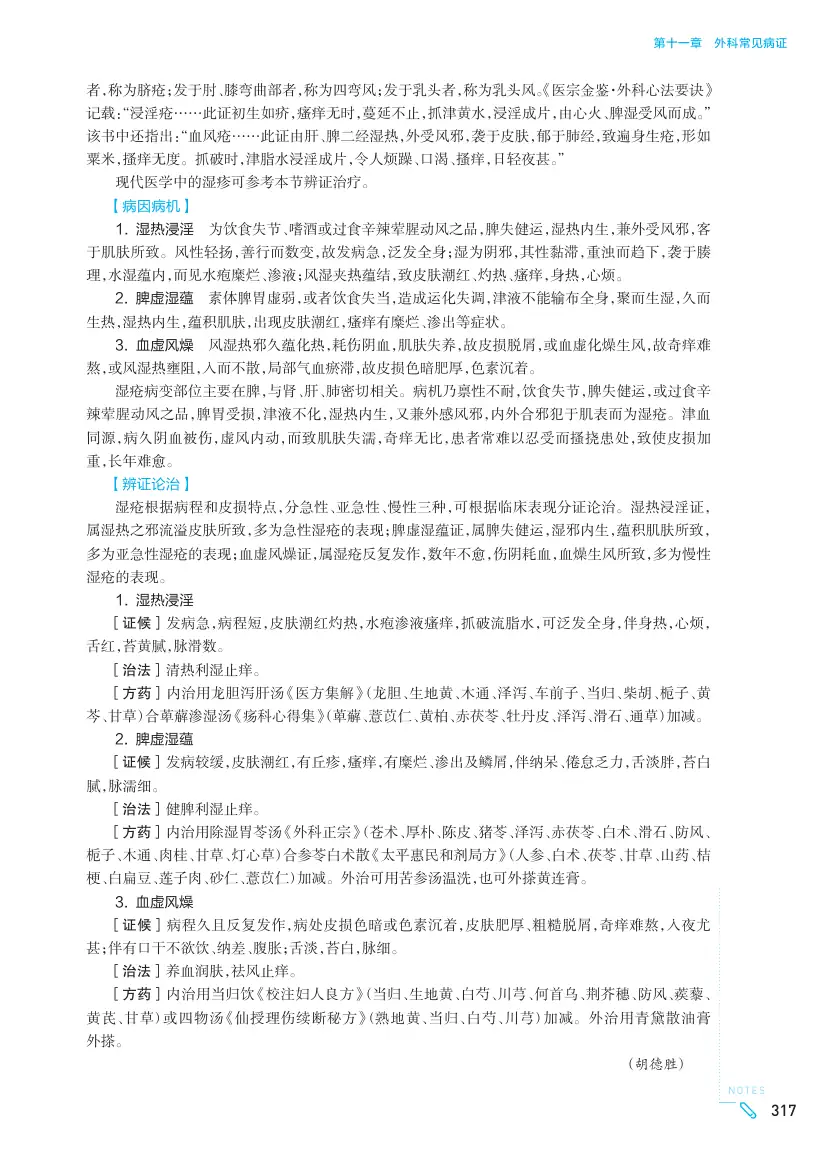 第十一章 外科常见病证
者,称为脐疮;发于肘、膝弯曲部者,称为四弯风;发于乳头者,称为乳头风。《医宗金鉴·外科心法要诀》
记载:“浸淫疮……此证初生如疥,瘙痒无时,蔓延不止,抓津黄水,浸淫成片,由心火、脾湿受风而成。”
该书中还指出:“血风疮……此证由肝、脾二经湿热,外受风邪,袭于皮肤,郁于肺经,致遍身生疮,形如
粟米,搔痒无度。抓破时,津脂水浸淫成片,令人烦躁、口渴、搔痒,日轻夜甚。”
现代医学中的湿疹可参考本节辨证治疗。
【病因病机】
1. 湿热浸淫 为饮食失节、嗜酒或过食辛辣荤腥动风之品,脾失健运,湿热内生,兼外受风邪,客
于肌肤所致。风性轻扬,善行而数变,故发病急,泛发全身;湿为阴邪,其性黏滞,重浊而趋下,袭于腠
理,水湿蕴内,而见水疱糜烂、渗液;风湿夹热蕴结,致皮肤潮红、灼热、瘙痒,身热,心烦。
2. 脾虚湿蕴 素体脾胃虚弱,或者饮食失当,造成运化失调,津液不能输布全身,聚而生湿,久而
生热,湿热内生,蕴积肌肤,出现皮肤潮红,瘙痒有糜烂、渗出等症状。
3. 血虚风燥 风湿热邪久蕴化热,耗伤阴血,肌肤失养,故皮损脱屑,或血虚化燥生风,故奇痒难
熬,或风湿热壅阻,入而不散,局部气血瘀滞,故皮损色暗肥厚,色素沉着。
湿疮病变部位主要在脾,与肾、肝、肺密切相关。病机乃禀性不耐,饮食失节,脾失健运,或过食辛
辣荤腥动风之品,脾胃受损,津液不化,湿热内生,又兼外感风邪,内外合邪犯于肌表而为湿疮。津血
同源,病久阴血被伤,虚风内动,而致肌肤失濡,奇痒无比,患者常难以忍受而搔挠患处,致使皮损加
重,长年难愈。
【辨证论治】
湿疮根据病程和皮损特点,分急性、亚急性、慢性三种,可根据临床表现分证论治。湿热浸淫证,
属湿热之邪流溢皮肤所致,多为急性湿疮的表现;脾虚湿蕴证,属脾失健运,湿邪内生,蕴积肌肤所致,
多为亚急性湿疮的表现;血虚风燥证,属湿疮反复发作,数年不愈,伤阴耗血,血燥生风所致,多为慢性
湿疮的表现。
1. 湿热浸淫
[证候] 发病急,病程短,皮肤潮红灼热,水疱渗液瘙痒,抓破流脂水,可泛发全身,伴身热,心烦,
舌红,苔黄腻,脉滑数。
[治法] 清热利湿止痒。
[方药] 内治用龙胆泻肝汤《医方集解》(龙胆、生地黄、木通、泽泻、车前子、当归、柴胡、栀子、黄
芩、甘草)合萆薢渗湿汤《疡科心得集》(萆薢、薏苡仁、黄柏、赤茯苓、牡丹皮、泽泻、滑石、通草)加减。
2. 脾虚湿蕴
[证候] 发病较缓,皮肤潮红,有丘疹,瘙痒,有糜烂、渗出及鳞屑,伴纳呆、倦怠乏力,舌淡胖,苔白
腻,脉濡细。
[治法] 健脾利湿止痒。
[方药] 内治用除湿胃苓汤《外科正宗》(苍术、厚朴、陈皮、猪苓、泽泻、赤茯苓、白术、滑石、防风、
栀子、木通、肉桂、甘草、灯心草)合参苓白术散《太平惠民和剂局方》(人参、白术、茯苓、甘草、山药、桔
梗、白扁豆、莲子肉、砂仁、薏苡仁)加减。外治可用苦参汤温洗,也可外搽黄连膏。
3. 血虚风燥
[证候] 病程久且反复发作,病处皮损色暗或色素沉着,皮肤肥厚、粗糙脱屑,奇痒难熬,入夜尤
甚;伴有口干不欲饮、纳差、腹胀;舌淡,苔白,脉细。
[治法] 养血润肤,祛风止痒。
[方药] 内治用当归饮《校注妇人良方》(当归、生地黄、白芍、川芎、何首乌、荆芥穗、防风、蒺藜、
黄芪、甘草)或四物汤《仙授理伤续断秘方》(熟地黄、当归、白芍、川芎)加减。外治用青黛散油膏
外搽。
(胡德胜)
NOTES
317